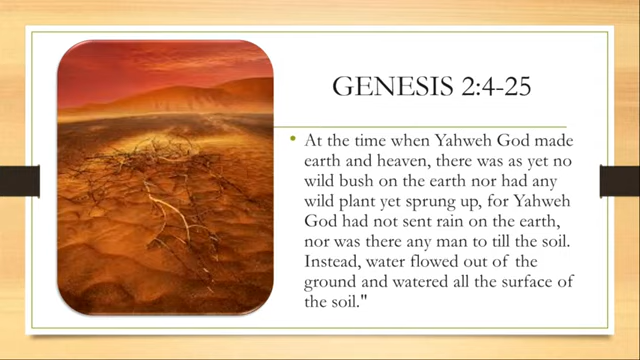 GENESIS 2:4-25
• At the time when Yahweh God made
earth and heaven, there was as yet no
wild bush on the earth nor had any
wild plant yet sprung up, for Yahweh
God had not sent rain on the earth,
nor was there any man to till the soil.
Instead, water flowed out of the
ground and watered all the surface of
the soil."